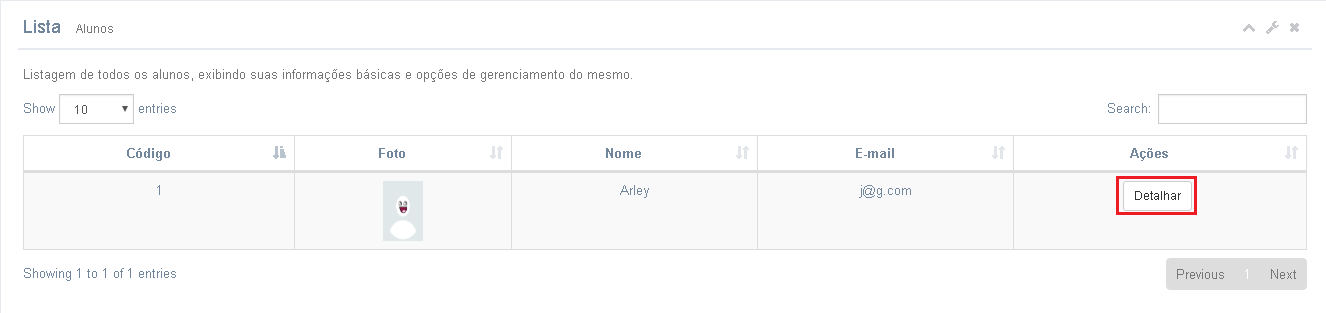 Lista Alunos
Listagem de todos os alunos, exibindo suas informações básicas e opções de gerenciamento do mesmo.
Show 10 entries Search:
Código Foto Nome E-mail Ações
1 Arley j@g.com Detalhar
Showing 1 to 1 of 1 entries Previous 1 Next